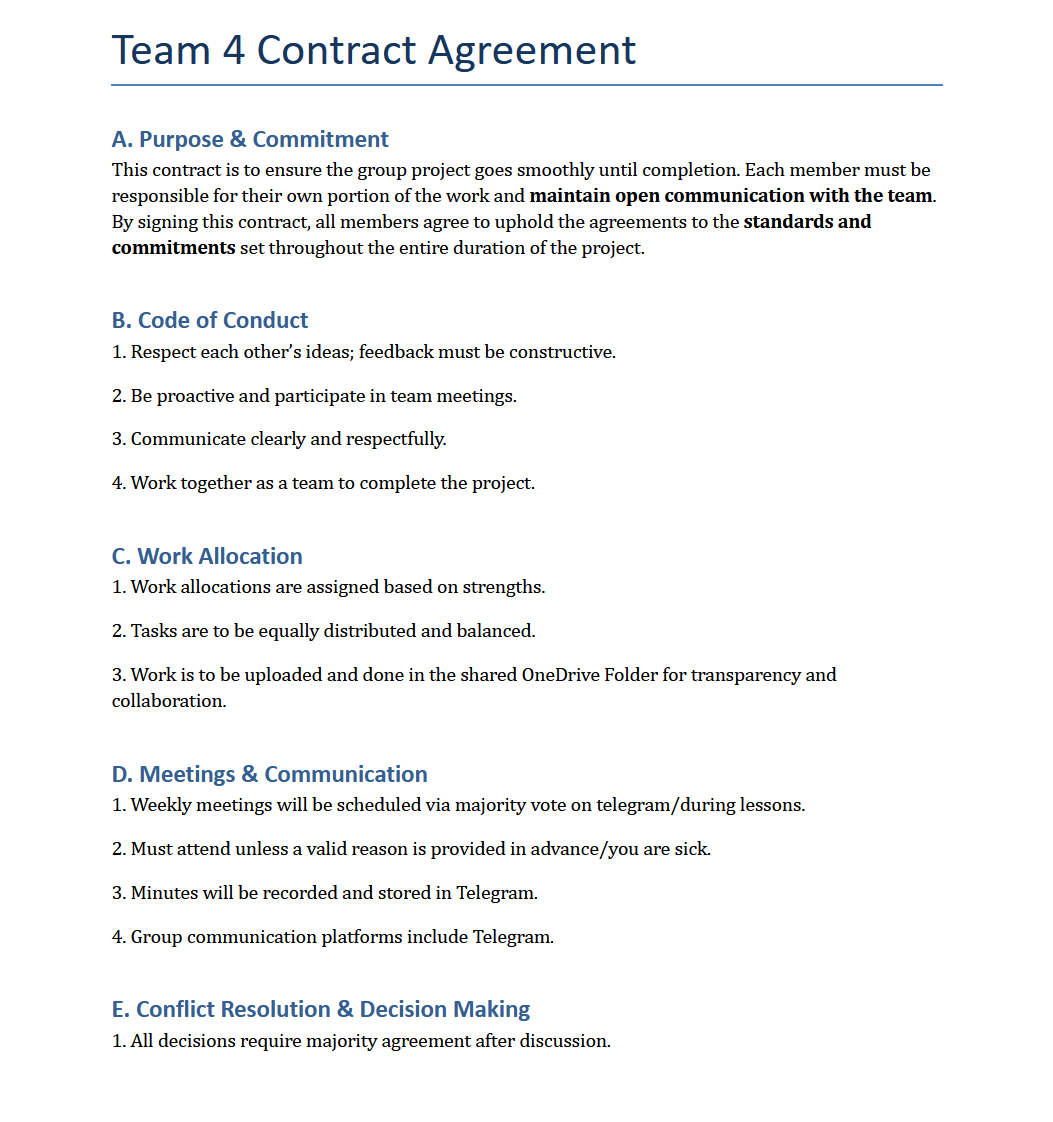 Team 4 Contract Agreement
A. Purpose & Commitment
This contract is to ensure the group project goes smoothly until completion. Each member must be
responsible for their own portion of the work and maintain open communication with the team.
By signing this contract, all members agree to uphold the agreements to the standards and
commitments set throughout the entire duration of the project.
B. Code of Conduct
1. Respect each other’s ideas; feedback must be constructive.
2. Be proactive and participate in team meetings.
3. Communicate clearly and respectfully.
4. Work together as a team to complete the project.
C. Work Allocation
1. Work allocations are assigned based on strengths.
2. Tasks are to be equally distributed and balanced.
3. Work is to be uploaded and done in the shared OneDrive Folder for transparency and
collaboration.
D. Meetings & Communication
1. Weekly meetings will be scheduled via majority vote on telegram/during lessons.
2. Must attend unless a valid reason is provided in advance/you are sick.
3. Minutes will be recorded and stored in Telegram.
4. Group communication platforms include Telegram.
E. Conflict Resolution & Decision Making
1. All decisions require majority agreement after discussion.